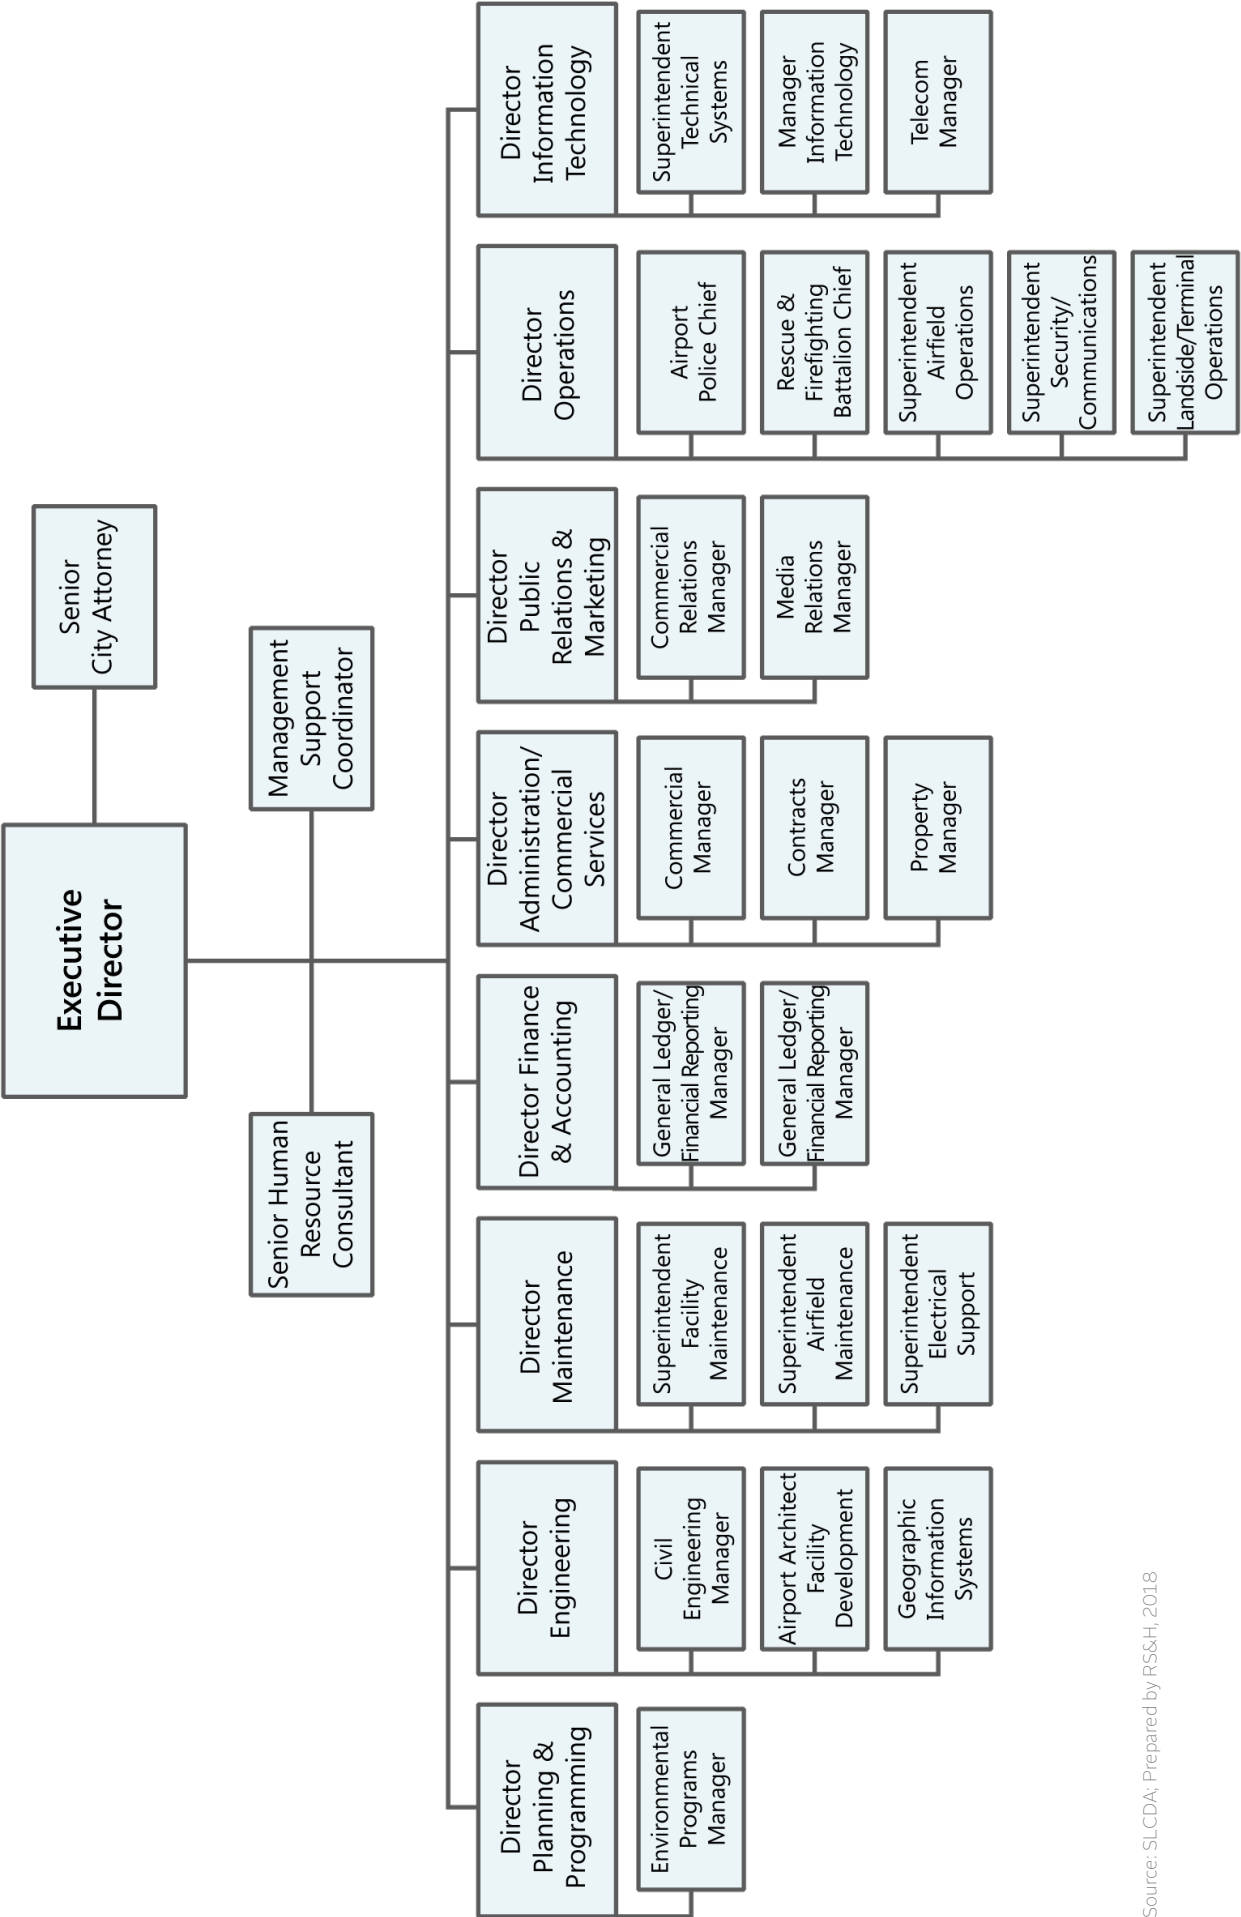 Executive
Director
Senior
City Attorney
Senior Human
Resource
Consultant
Management
Support
Coordinator
Director
Planning &
Programming
Environmental
Programs
Manager
Director
Engineering
Civil
Engineering
Manager
Airport Architect
Facility
Development
Geographic
Information
Systems
Director
Maintenance
Superintendent
Facility
Maintenance
Superintendent
Airfield
Maintenance
Superintendent
Electrical
Support
Director Finance
& Accounting
General Ledger/
Financial Reporting
Manager
General Ledger/
Financial Reporting
Manager
Director
Administration/
Commercial
Services
Commercial
Manager
Contracts
Manager
Property
Manager
Director
Public
Relations &
Marketing
Commercial
Relations
Manager
Media
Relations
Manager
Director
Operations
Airport
Police Chief
Rescue &
Firefighting
Battalion Chief
Superintendent
Airfield
Operations
Superintendent
Security/
Communications
Superintendent
Landside/Terminal
Operations
Director
Information
Technology
Superintendent
Technical
Systems
Manager
Information
Technology
Telecom
Manager
Source: SLCDA; Prepared by RS&H, 2018